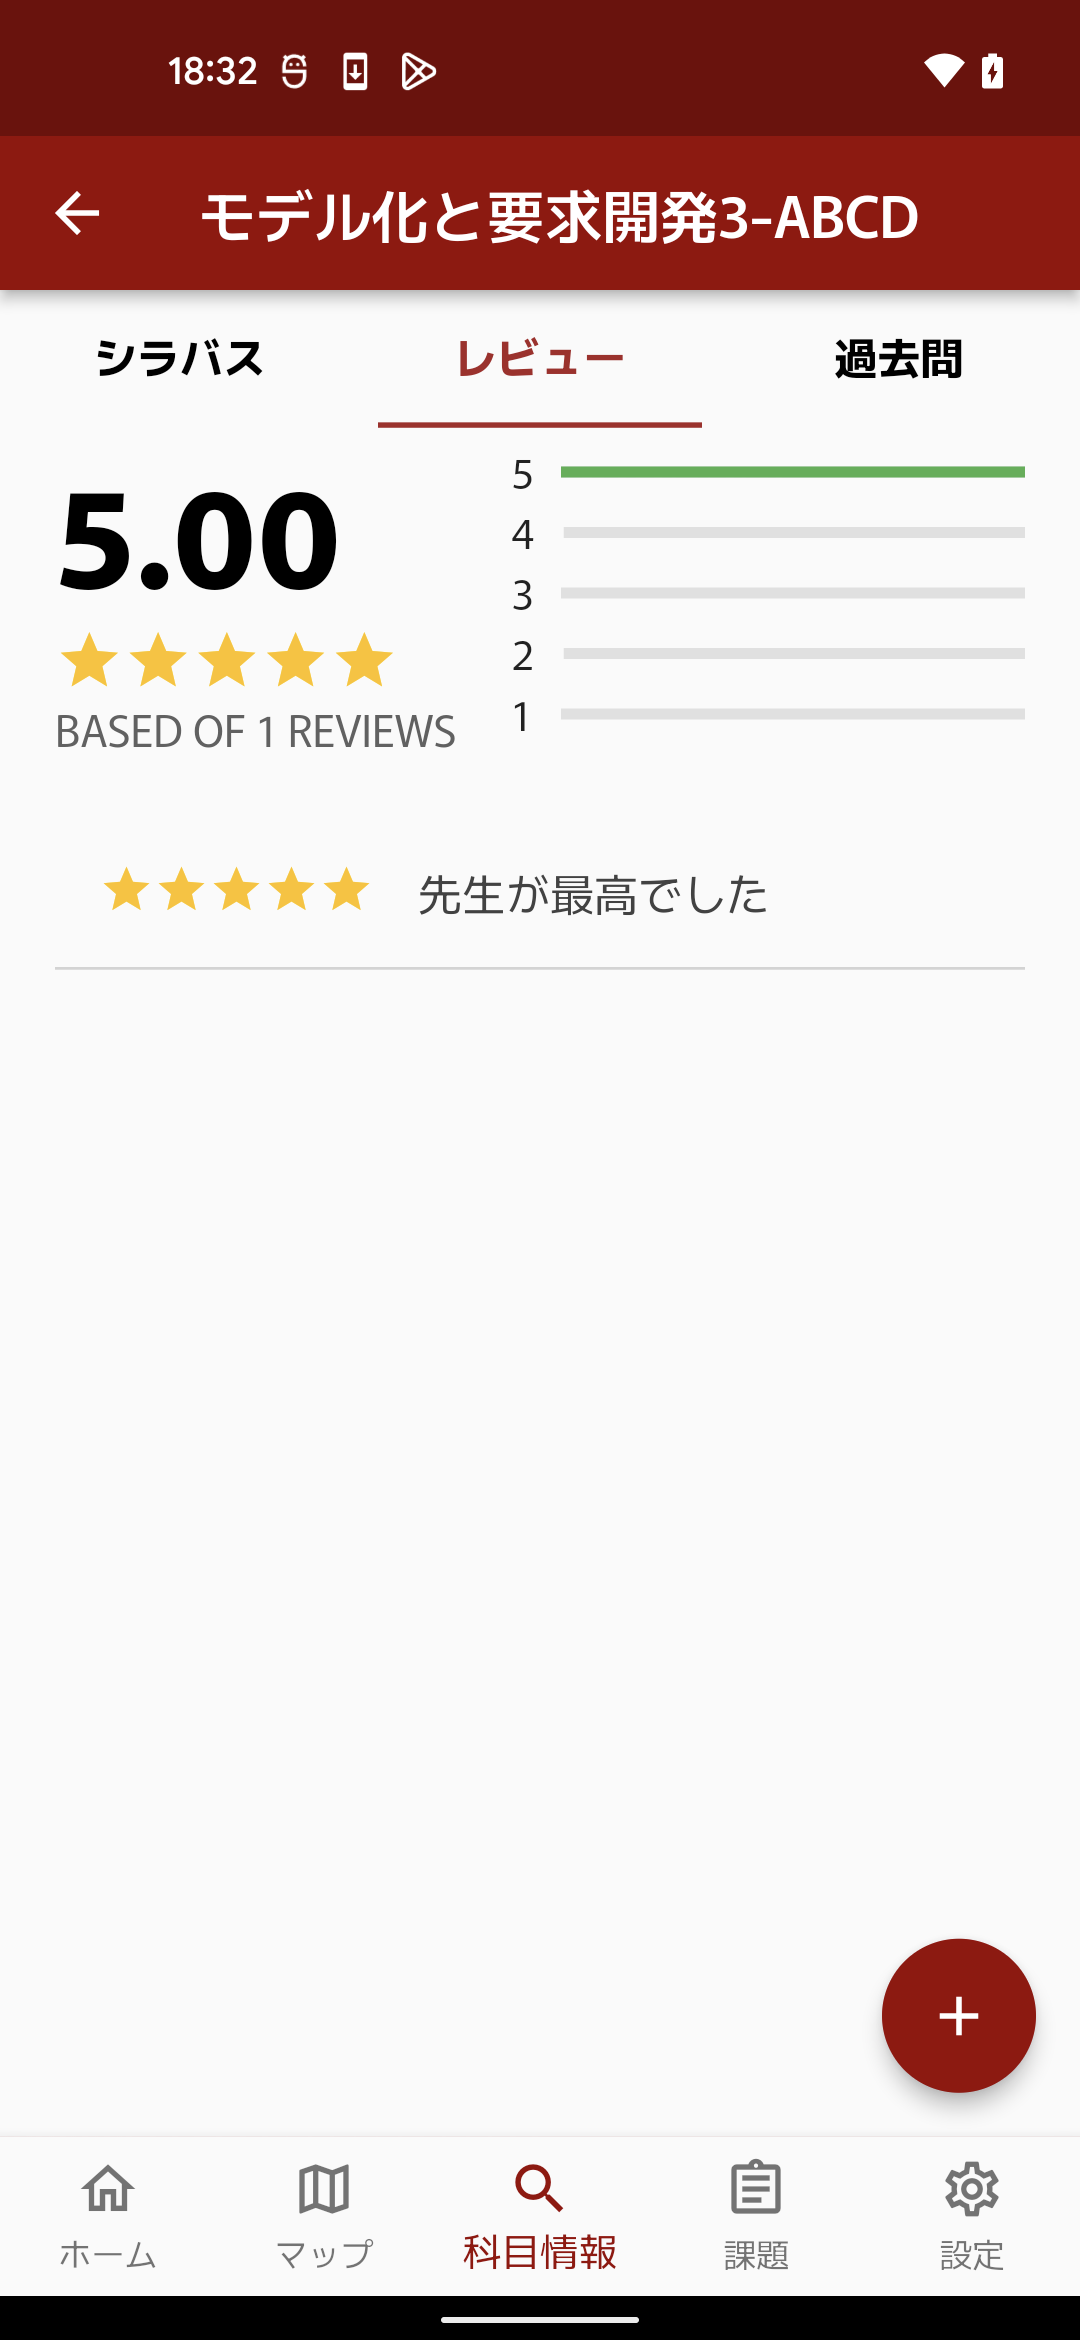 18:32
モデル化と要求開発3-ABCD
シラバス レビュー 過去問
5.00
5
4
3
2
1
BASED OF 1 REVIEWS
先生が最高でした
ホーム マップ 科目情報 課題 設定